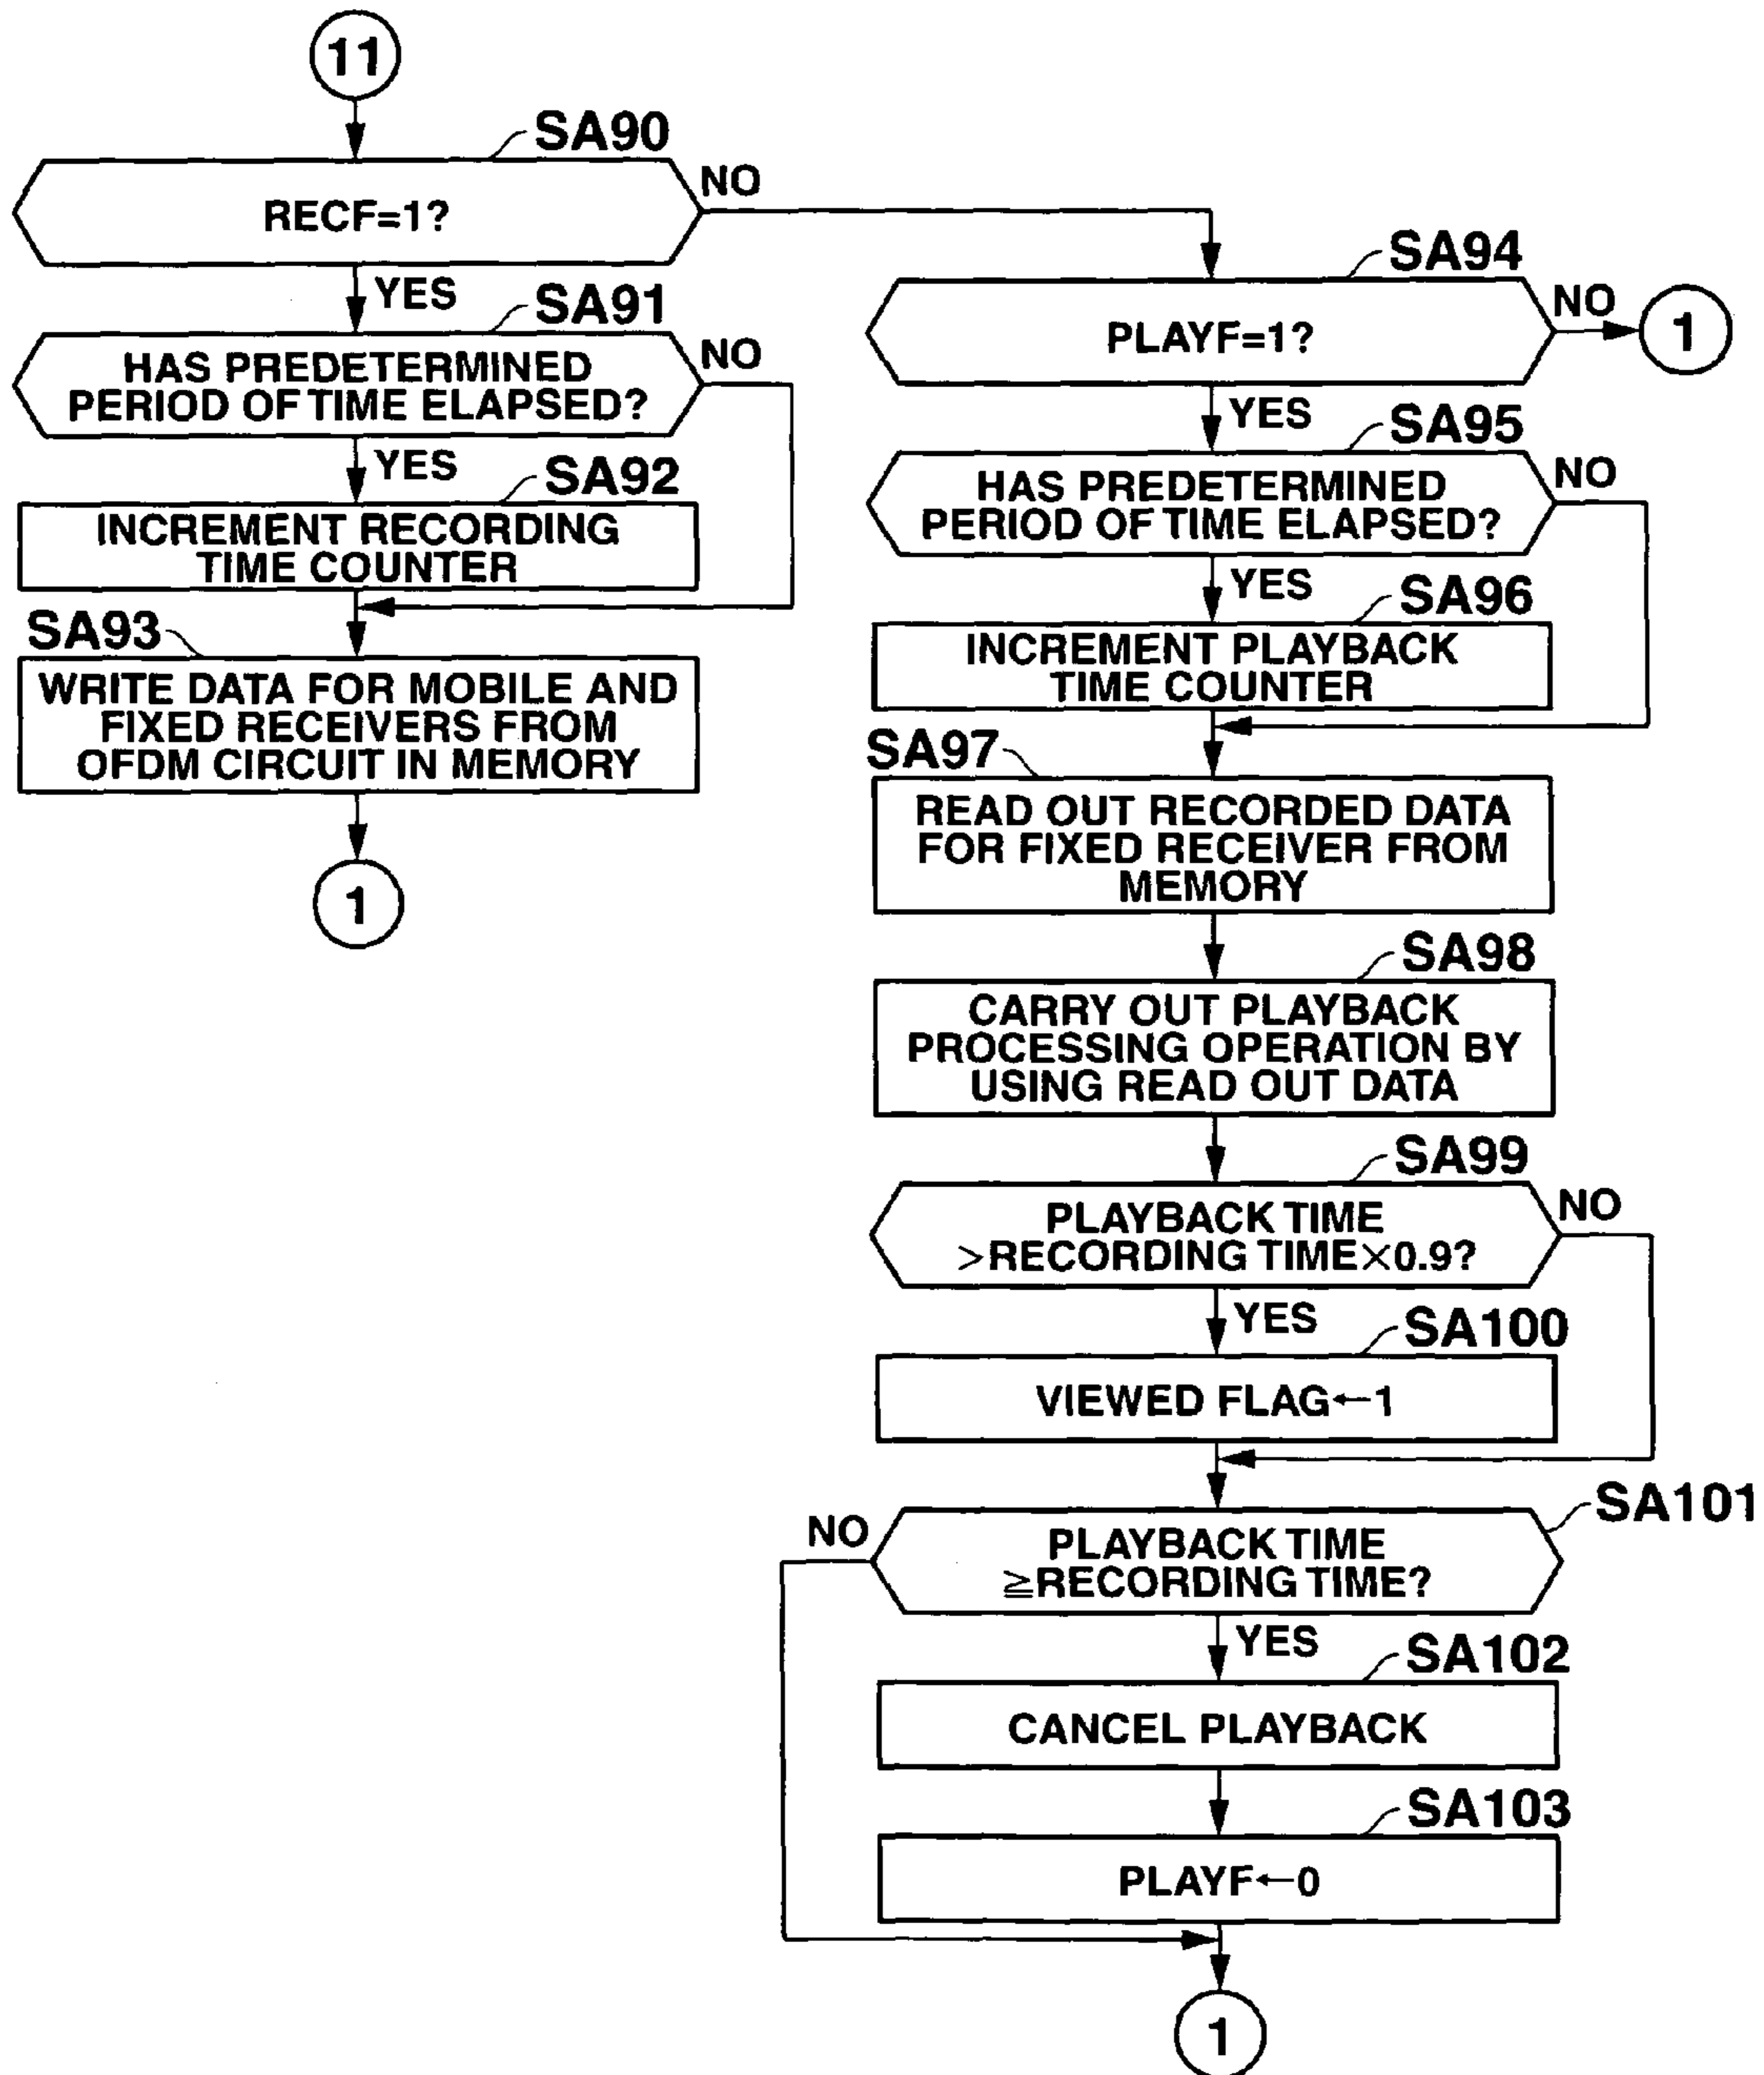 11
SA90
RECF=1?
NO
YES
SA91
HAS PREDETERMINED
PERIOD OF TIME ELAPSED?
NO
YES
SA92
INCREMENT RECORDING
TIME COUNTER
SA93
WRITE DATA FOR MOBILE AND
FIXED RECEIVERS FROM
OFDM CIRCUIT IN MEMORY
1
SA94
PLAYF=1?
NO
1
YES
SA95
HAS PREDETERMINED
PERIOD OF TIME ELAPSED?
NO
YES
SA96
INCREMENT PLAYBACK
TIME COUNTER
SA97
READ OUT RECORDED DATA
FOR FIXED RECEIVER FROM
MEMORY
SA98
CARRY OUT PLAYBACK
PROCESSING OPERATION BY
USING READ OUT DATA
SA99
PLAYBACK TIME
>RECORDING TIME×0.9?
NO
YES
SA100
VIEWED FLAG←1
SA101
NO
PLAYBACK TIME
≧RECORDING TIME?
YES
SA102
CANCEL PLAYBACK
SA103
PLAYF←0
1